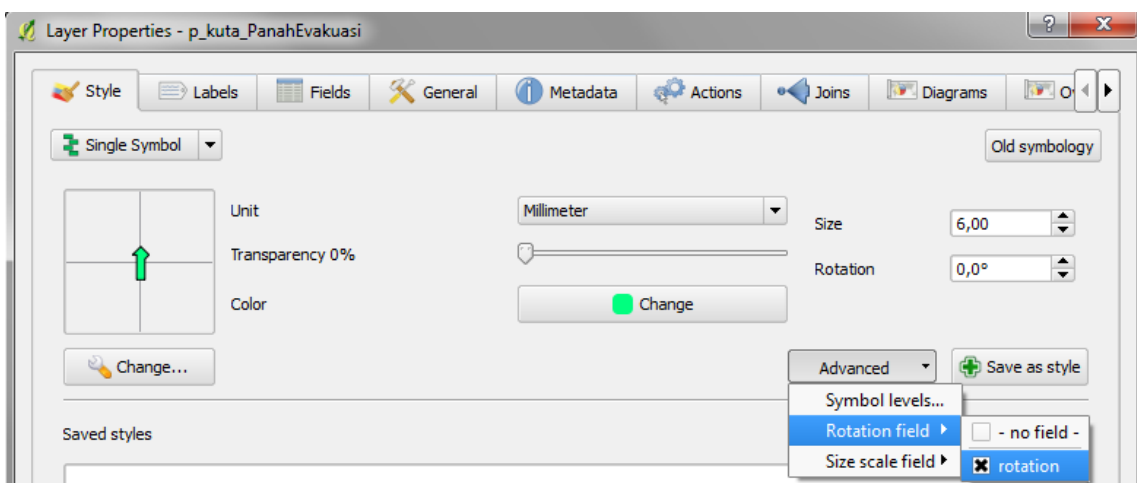 Layer Properties - p_kuta_PanahEvakuasi
Style Labels Fields General Metadata Actions Joins Diagrams
Single Symbol Old symbology
Unit Millimeter Size 6,00
Transparency 0% Rotation 0,0°
Color Change
Change... Advanced Save as style
Symbol levels...
Saved styles Rotation field - no field -
Size scale field rotation